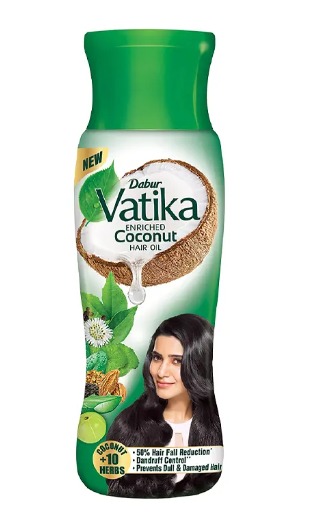 NEW
Dabur
Vatika
ENRICHED
Coconut
HAIR OIL
COCONUT
+10
HERBS
• 50% Hair Fall Reduction*
• Dandruff Control**
• Prevents Dull & Damaged Hair